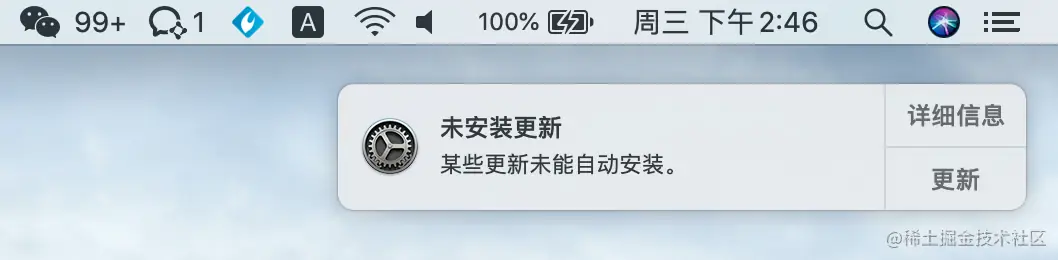 99+ 1 A 100% 周三 下午2:46
未安装更新
某些更新未能自动安装。
详细信息
更新
@稀土掘金技术社区